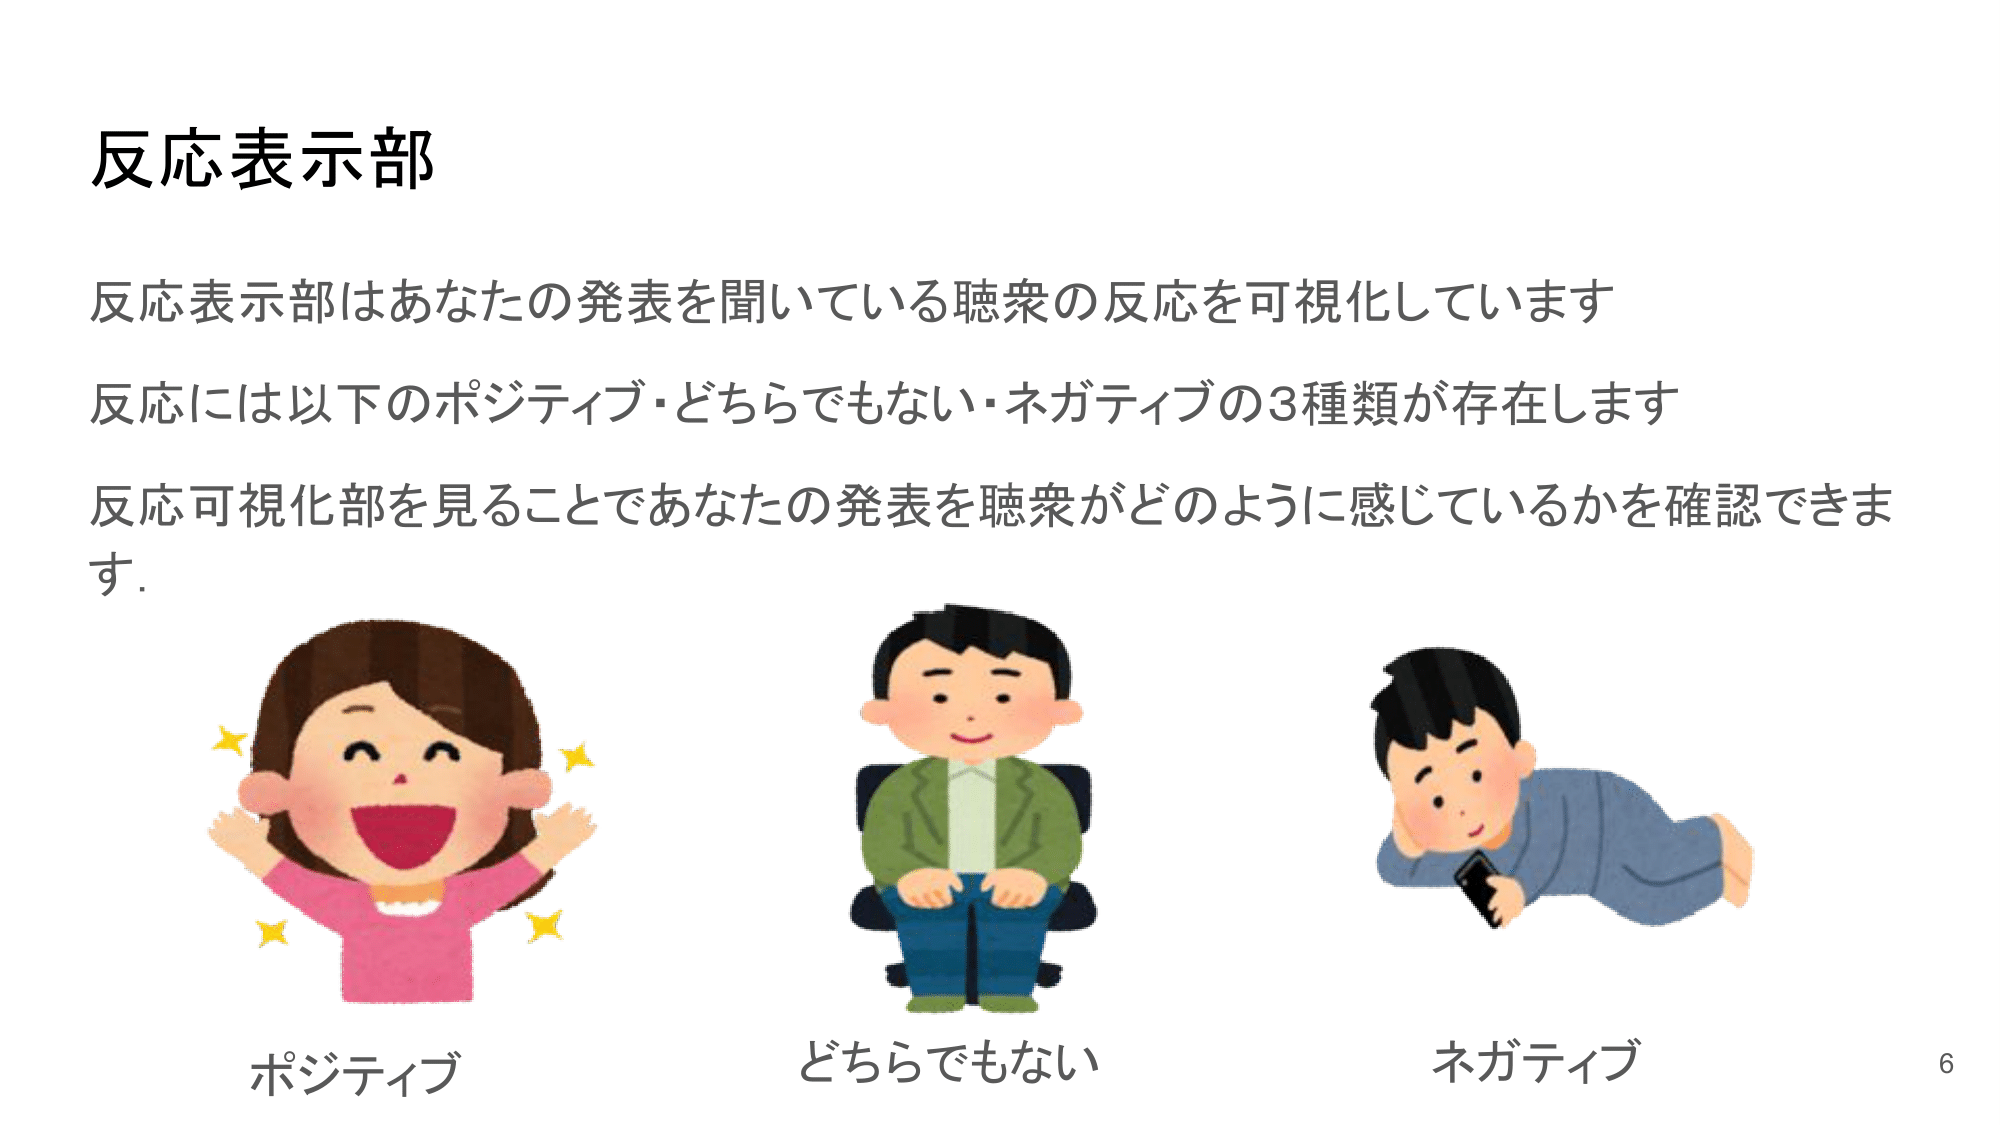 反応表示部
反応表示部はあなたの発表を聞いている聴衆の反応を可視化しています
反応には以下のポジティブ・どちらでもない・ネガティブの3種類が存在します
反応可視化部を見ることであなたの発表を聴衆がどのように感じているかを確認できま
す.
ポジティブ
どちらでもない
ネガティブ
6